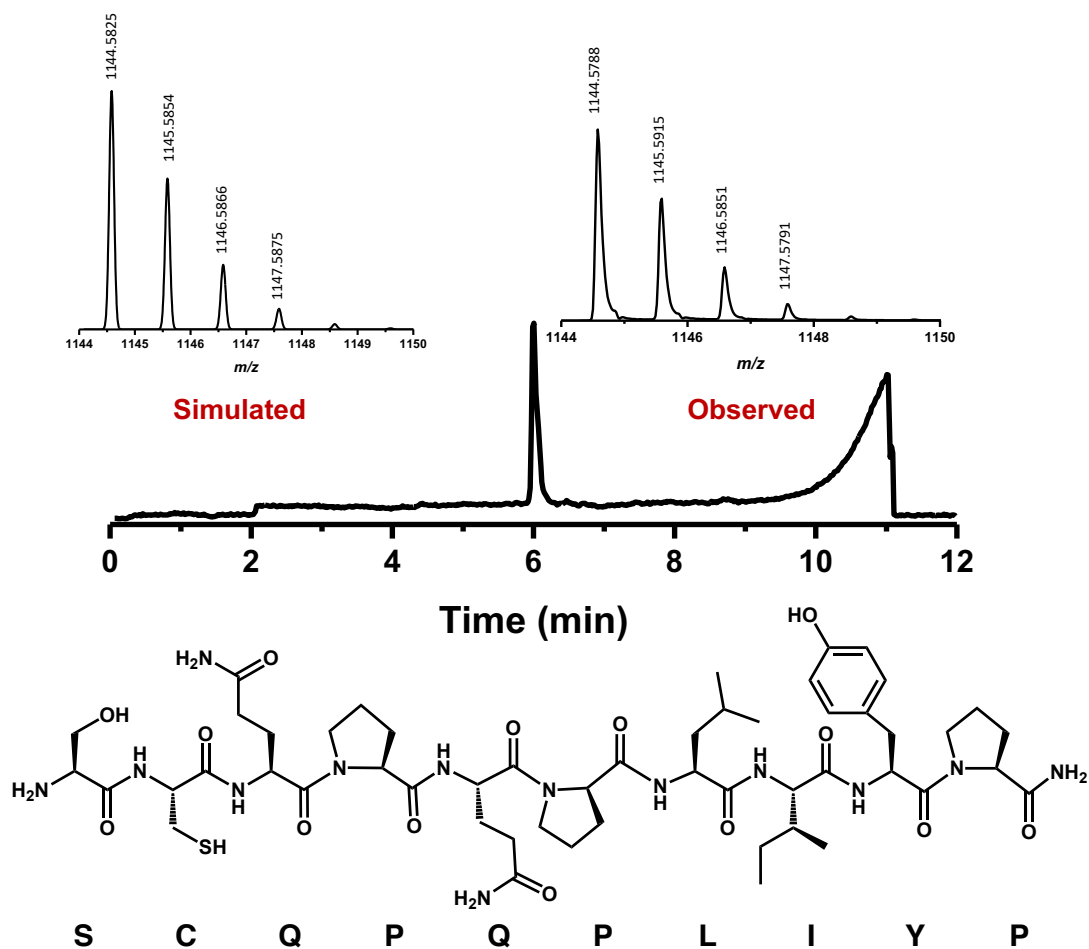 1144.5825
1145.5854
1146.5866
1147.5875
1144 1145 1146 1147 1148 1149 1150
m/z
Simulated
1144.5788
1145.5915
1146.5851
1147.5791
1144 1146 1148 1150
m/z
Observed
0 2 4 6 8 10 12
Time (min)
HO
H₂N O
OH
H N O
O
H N O
O
O
H N O
H₂N
O
N
H
SH
O
N
H
O
N
O
H N
O
N
O
N
H
O
H N
O
N
H
O
N
O
NH₂
H₂N O
S C Q P Q P L I Y P